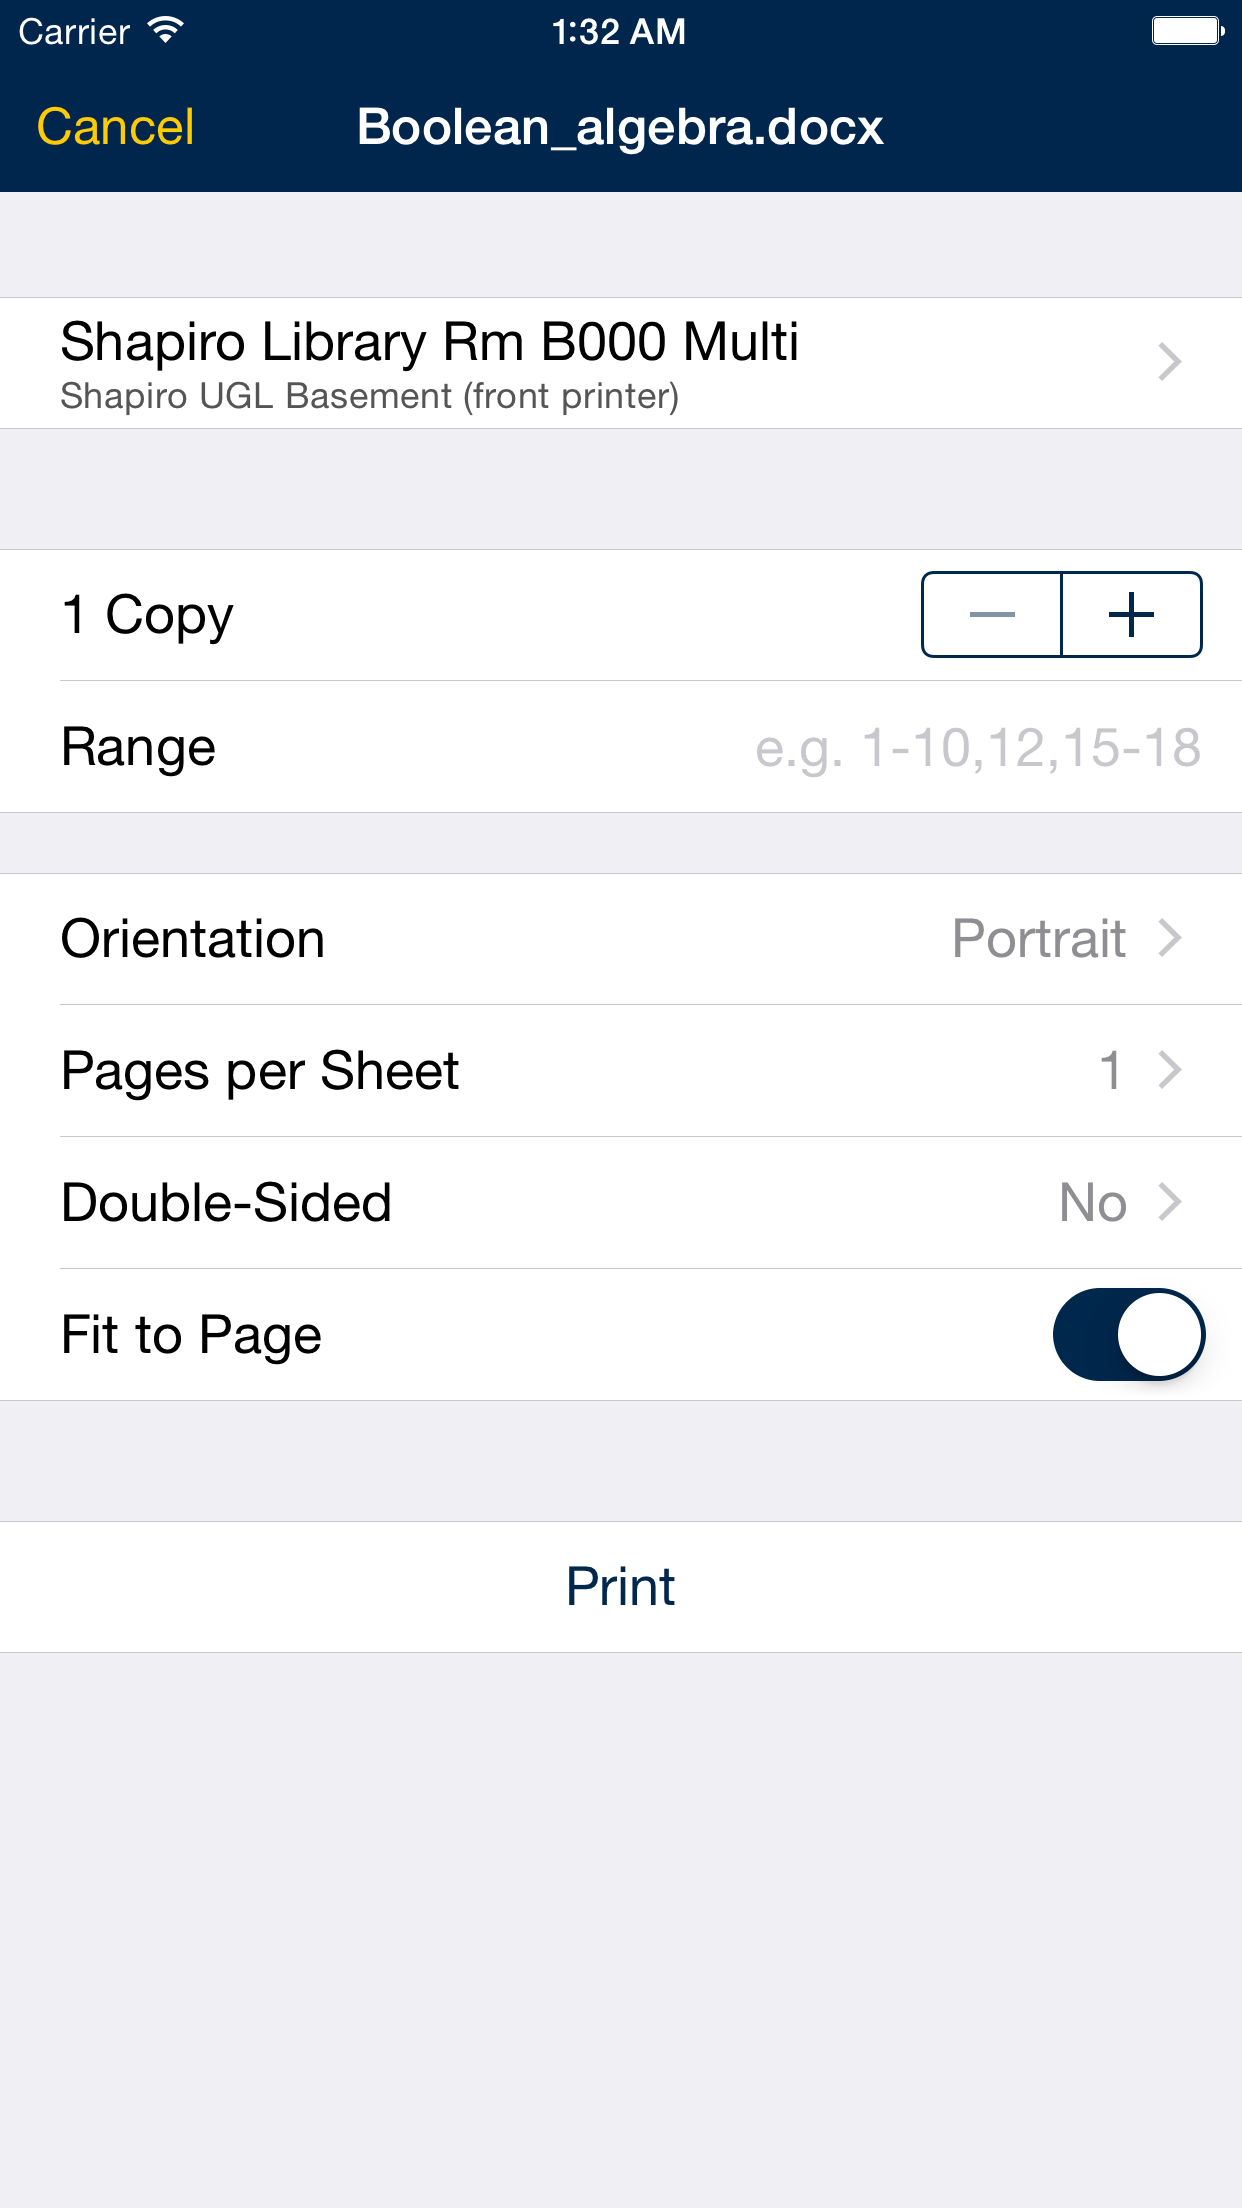 Carrier 1:32 AM
Cancel Boolean_algebra.docx
Shapiro Library Rm B000 Multi
Shapiro UGL Basement (front printer)
1 Copy
Range e.g. 1-10,12,15-18
Orientation Portrait
Pages per Sheet 1
Double-Sided No
Fit to Page
Print